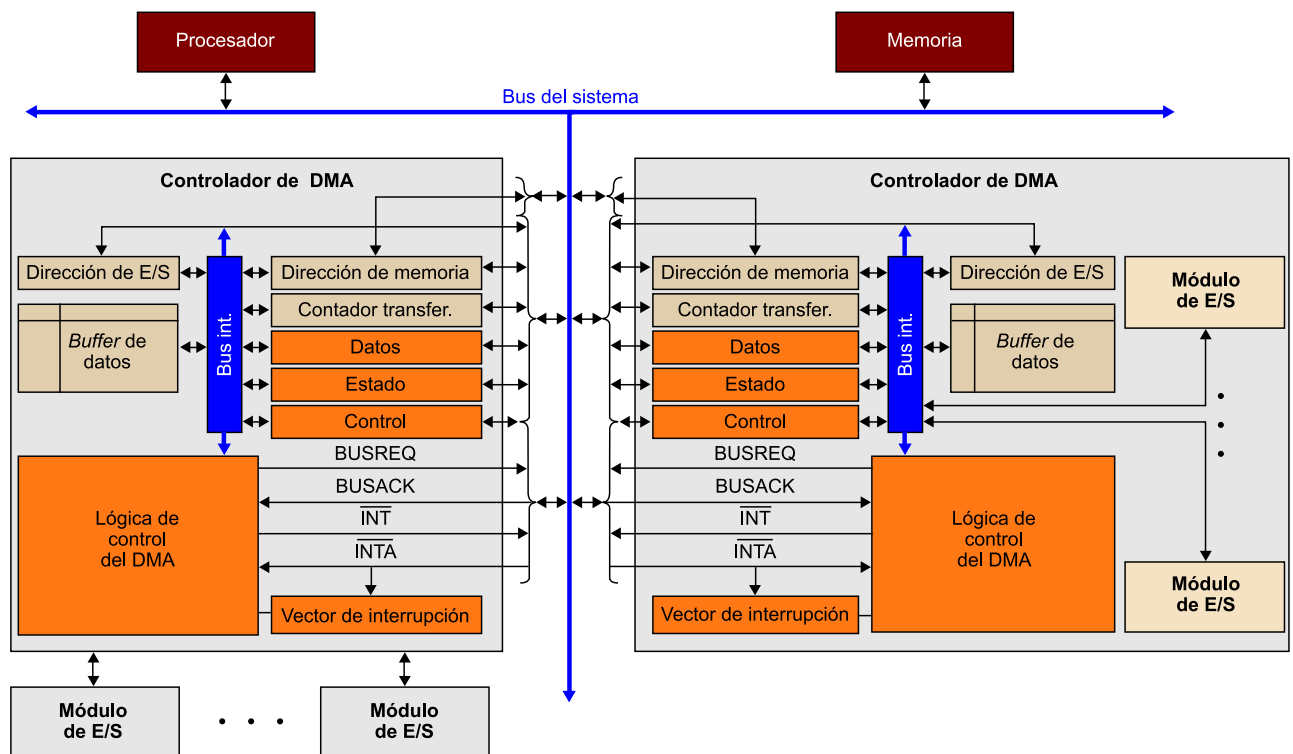 Procesador
Memoria
Bus del sistema
Controlador de DMA
Dirección de E/S
Buffer de
datos
Bus int.
Dirección de memoria
Contador transfer.
Datos
Estado
Control
Lógica de
control
del DMA
BUSREQ
BUSACK
INT
INTA
Vector de interrupción
Módulo
de E/S
. . .
Módulo
de E/S
Controlador de DMA
Dirección de memoria
Contador transfer.
Datos
Estado
Control
Bus int.
Dirección de E/S
Buffer de
datos
BUSREQ
BUSACK
INT
INTA
Vector de interrupción
Lógica de
control
del DMA
Módulo
de E/S
. . .
Módulo
de E/S